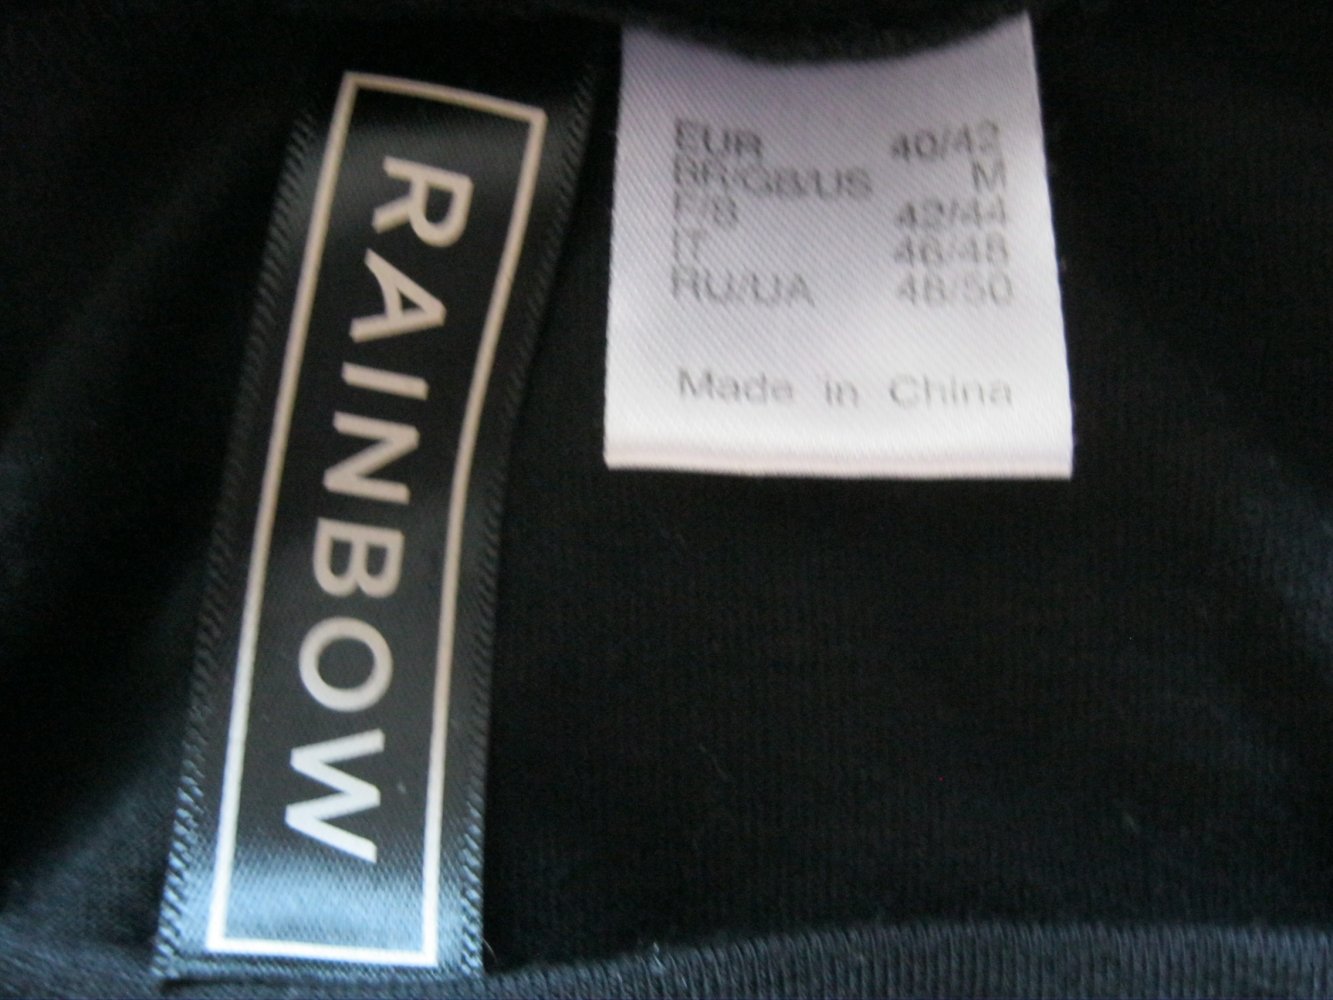 RAINBOW
EUR 40/42
BR/GB/US M
F/B 42/44
IT 46/48
RU/UA 48/50
Made in China